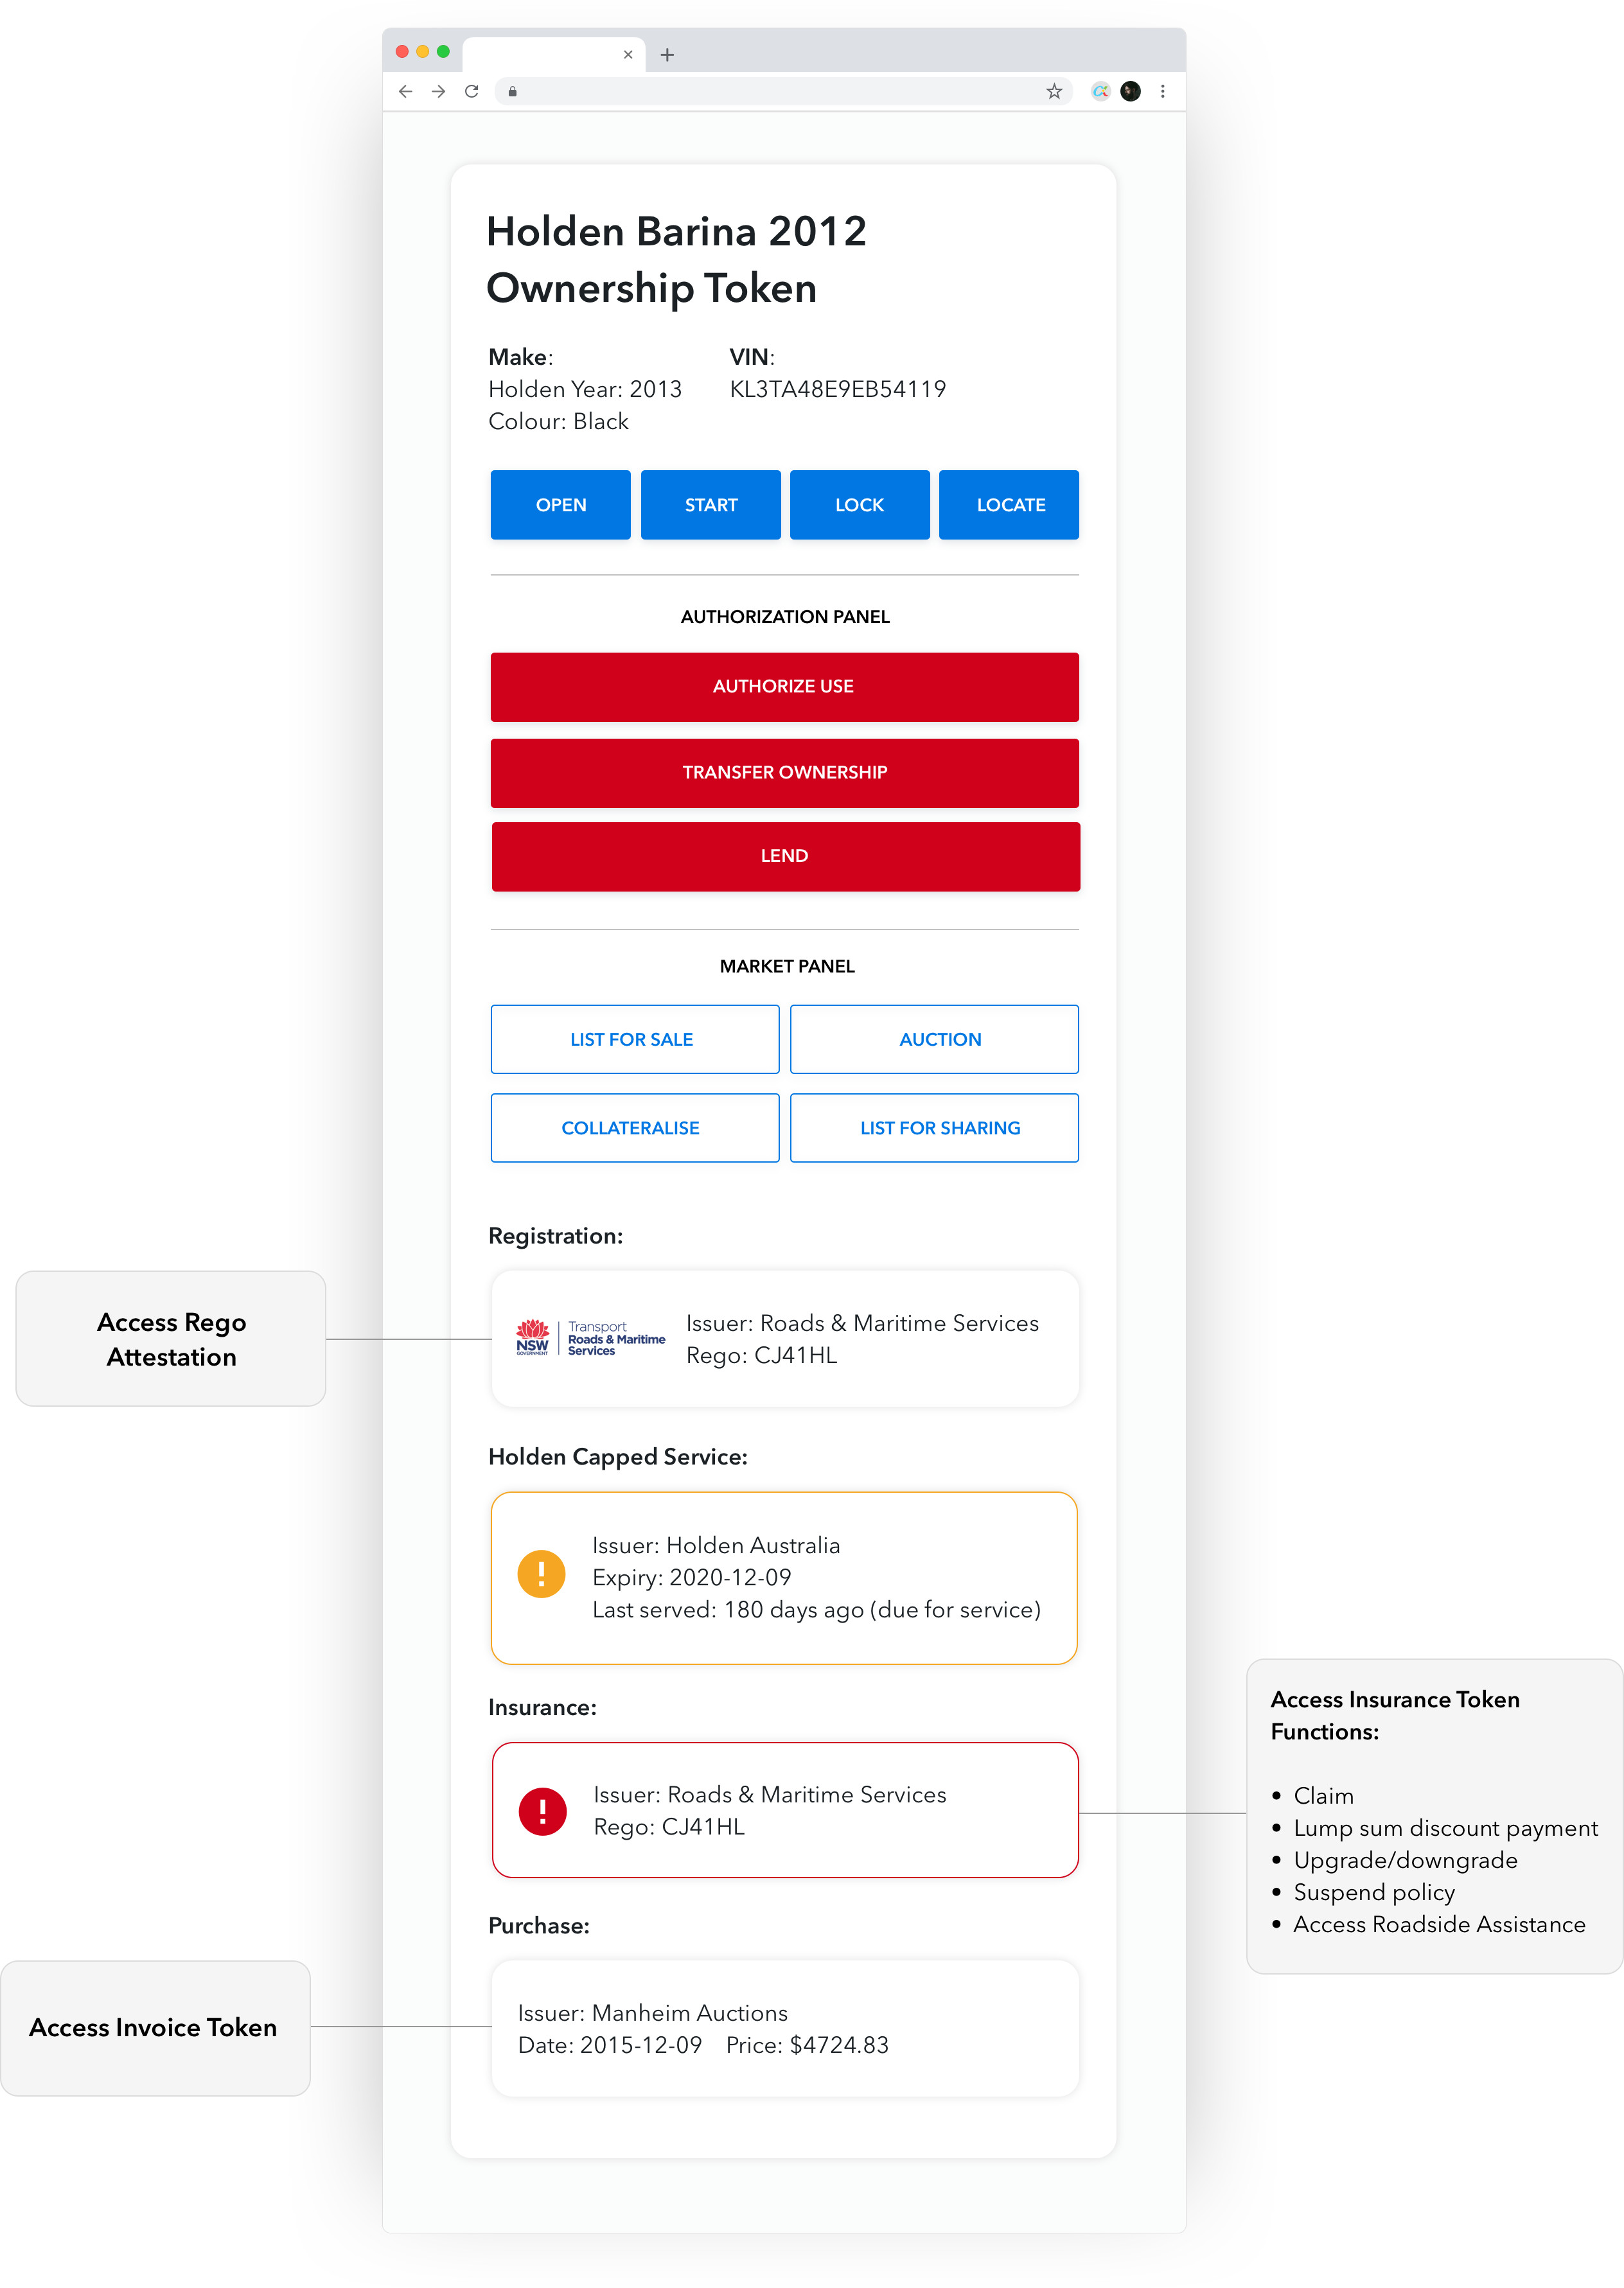 Holden Barina 2012
Ownership Token
Make:
Holden Year: 2013
Colour: Black
VIN:
KL3TA48E9EB54119
OPEN
START
LOCK
LOCATE
AUTHORIZATION PANEL
AUTHORIZE USE
TRANSFER OWNERSHIP
LEND
MARKET PANEL
LIST FOR SALE
AUCTION
COLLATERALISE
LIST FOR SHARING
Registration:
Access Rego
Attestation
NSW
GOVERNMENT
Transport
Roads & Maritime
Services
Issuer: Roads & Maritime Services
Rego: CJ41HL
Holden Capped Service:
Issuer: Holden Australia
Expiry: 2020-12-09
Last served: 180 days ago (due for service)
Insurance:
Issuer: Roads & Maritime Services
Rego: CJ41HL
Access Insurance Token
Functions:
• Claim
• Lump sum discount payment
• Upgrade/downgrade
• Suspend policy
• Access Roadside Assistance
Purchase:
Access Invoice Token
Issuer: Manheim Auctions
Date: 2015-12-09 Price: $4724.83